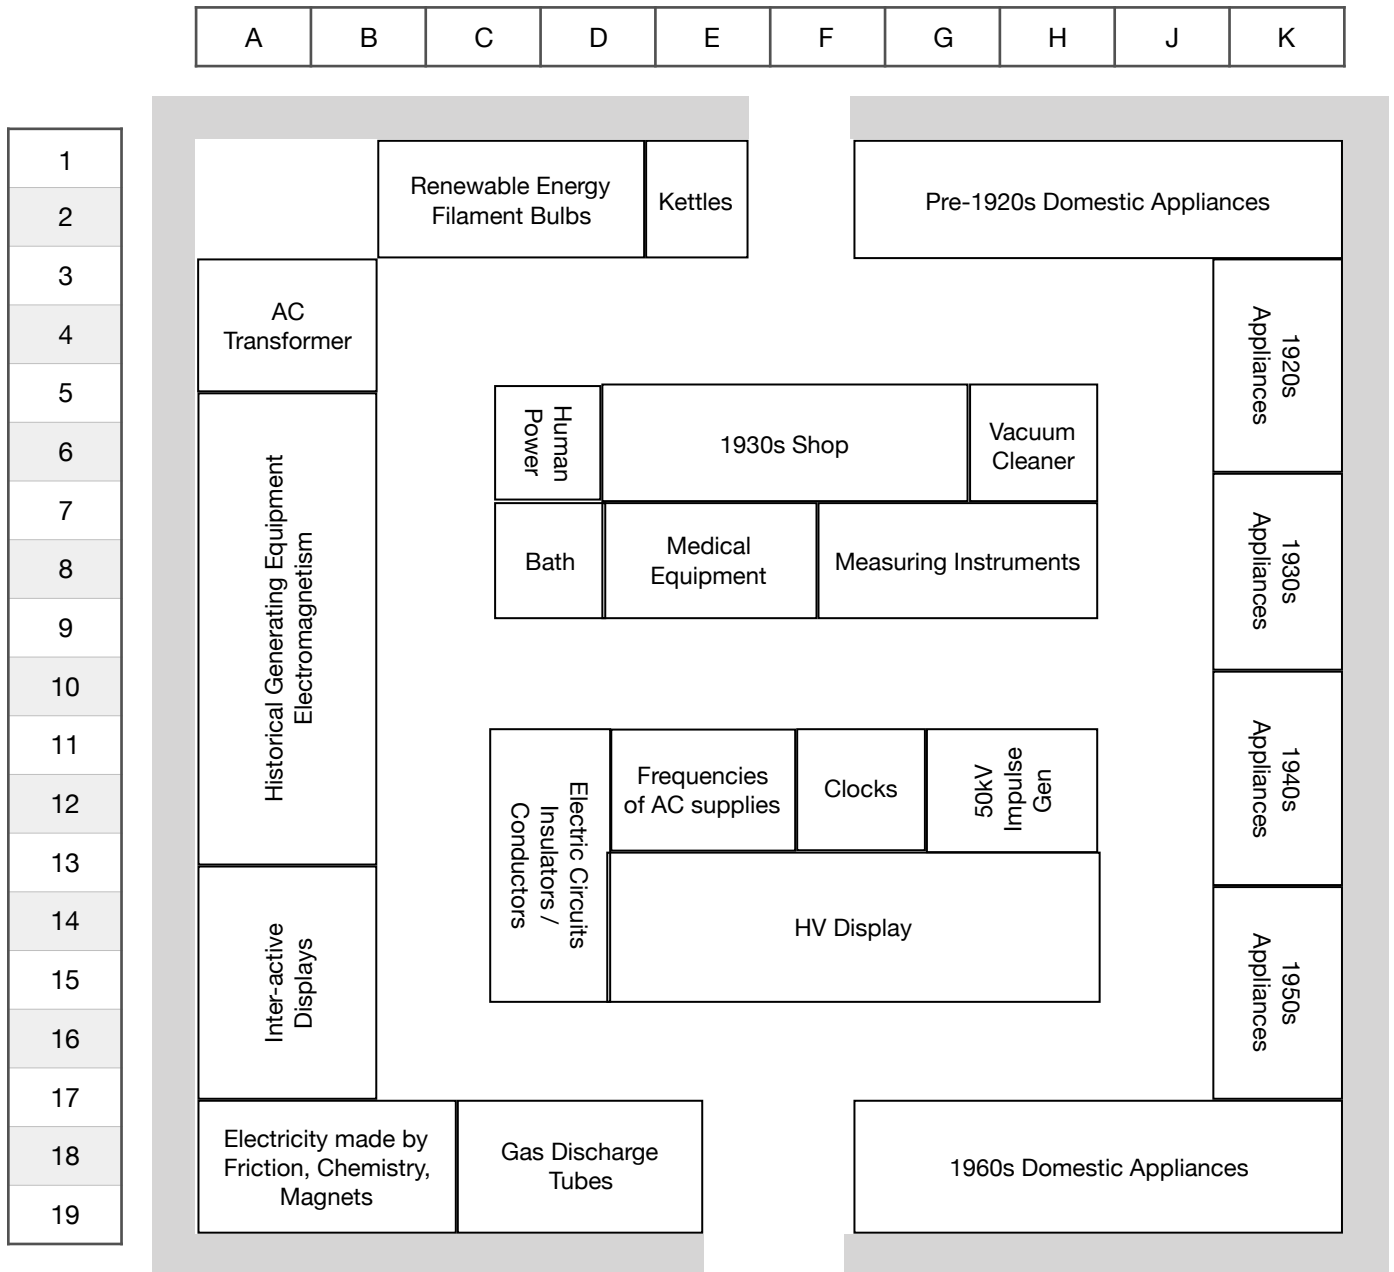 A B C D E F G H J K
1
2
3
4
5
6
7
8
9
10
11
12
13
14
15
16
17
18
19
Renewable Energy
Filament Bulbs
Kettles
Pre-1920s Domestic Appliances
AC
Transformer
1920s
Appliances
Human
Power
1930s Shop
Vacuum
Cleaner
Historical Generating Equipment
Electromagnetism
Bath
Medical
Equipment
Measuring Instruments
1930s
Appliances
Electric Circuits
Insulators /
Conductors
Frequencies
of AC supplies
Clocks
50kV
Impulse
Gen
1940s
Appliances
HV Display
Inter-active
Displays
1950s
Appliances
Electricity made by
Friction, Chemistry,
Magnets
Gas Discharge
Tubes
1960s Domestic Appliances